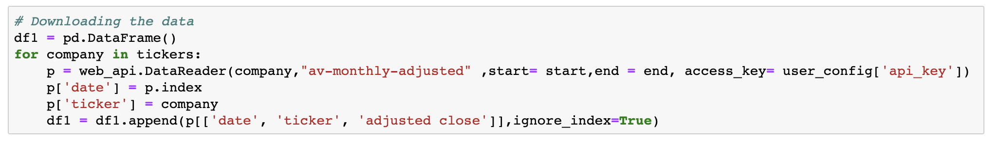 # Downloading the data
df1 = pd.DataFrame()
for company in tickers:
    p = web_api.DataReader(company,"av-monthly-adjusted" ,start= start,end = end, access_key= user_config['api_key'])
    p['date'] = p.index
    p['ticker'] = company
    df1 = df1.append(p[['date', 'ticker', 'adjusted close']],ignore_index=True)